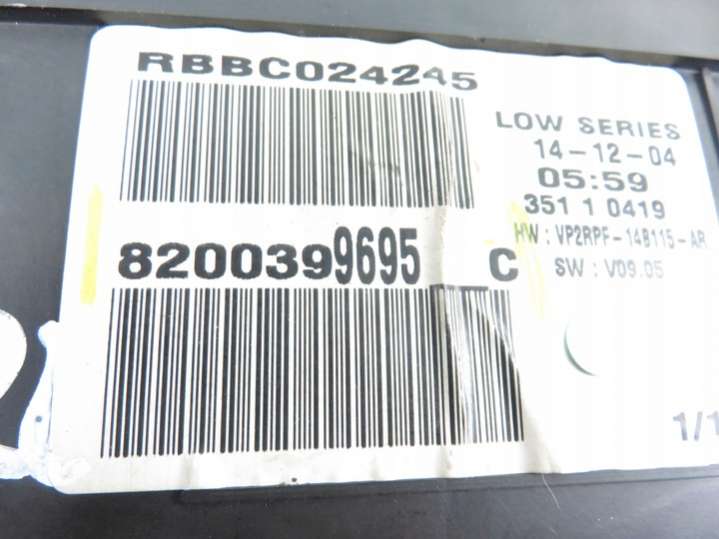 RBBC024245
LOW SERIES
14-12-04
05:59
351 1 0419
HW : VP2RPF-14B115-AR
SW : V09.05
8200399695__C
1/1